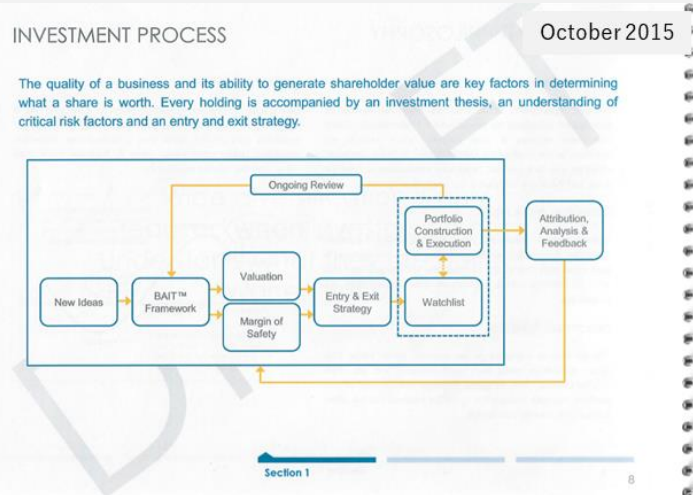 INVESTMENT PROCESS
October 2015
The quality of a business and its ability to generate shareholder value are key factors in determining
what a share is worth. Every holding is accompanied by an investment thesis, an understanding of
critical risk factors and an entry and exit strategy.
Ongoing Review
Portfolio
Construction
& Execution
Attribution,
Analysis &
Feedback
New Ideas
BAIT™
Framework
Valuation
Margin of
Safety
Entry & Exit
Strategy
Watchlist
DRAFT
Section 1
8